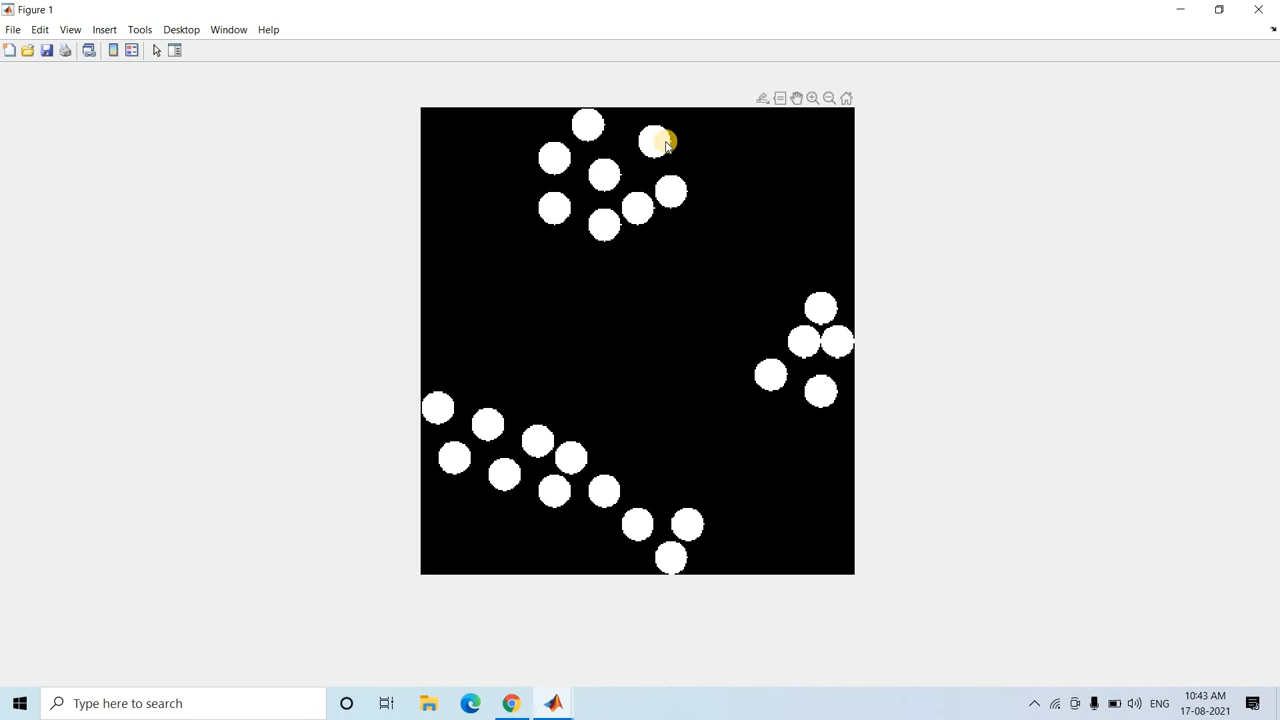 Figure 1
File Edit View Insert Tools Desktop Window Help
Type here to search
ENG
10:43 AM
17-08-2021